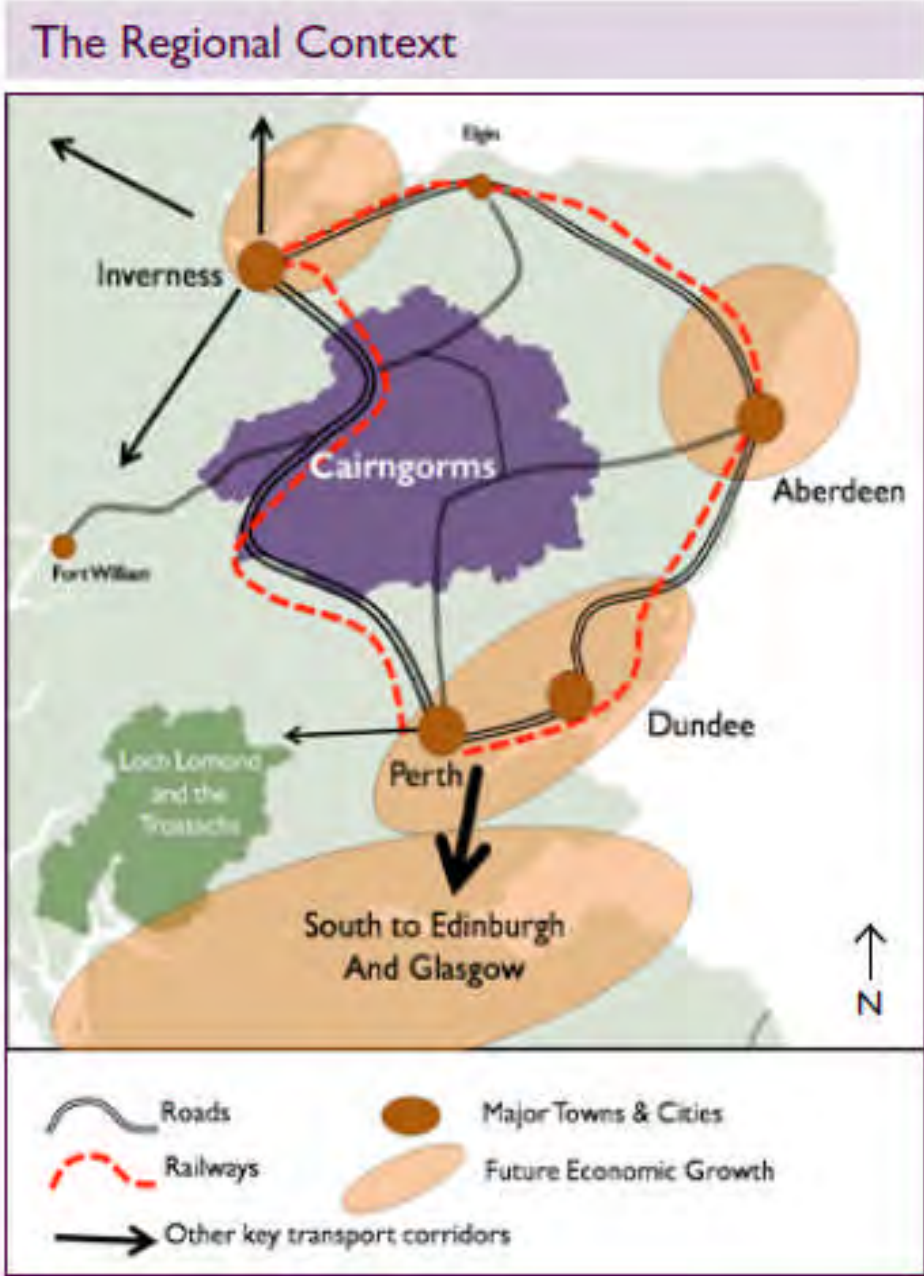 The Regional Context
Elgin
Inverness
Cairngorms
Aberdeen
Fort William
Loch Lomond
and the
Trossachs
Dundee
Perth
South to Edinburgh
And Glasgow
N
Roads
Major Towns & Cities
Railways
Future Economic Growth
Other key transport corridors